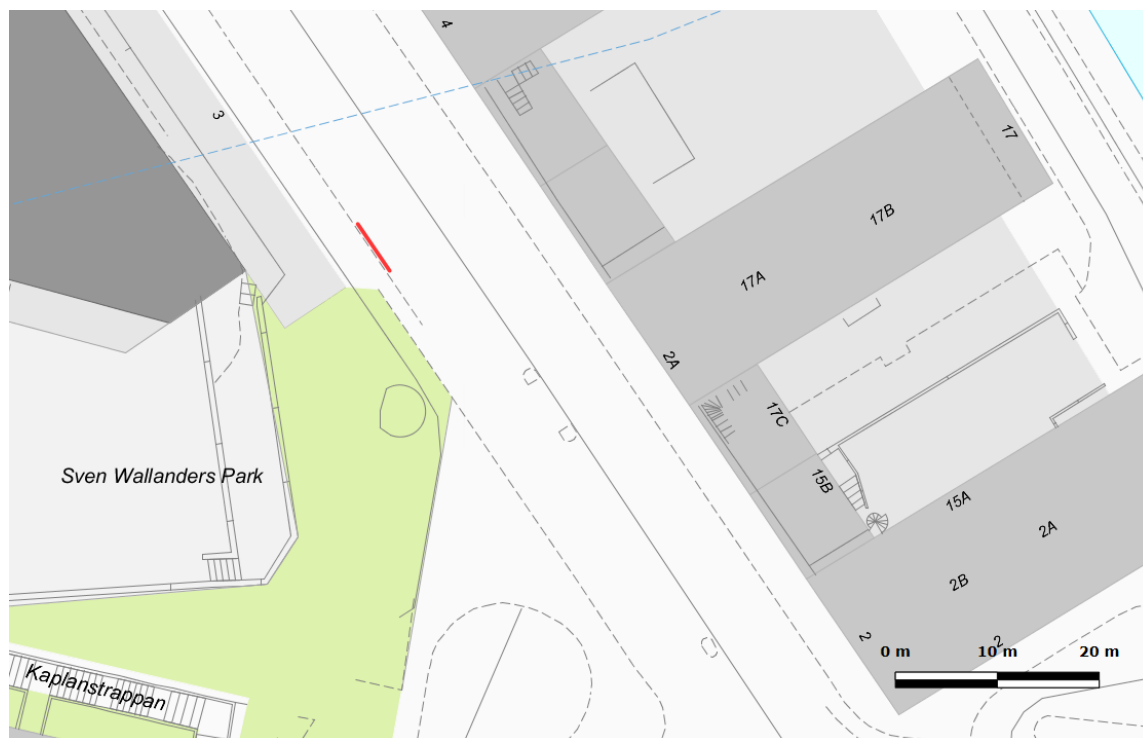 4
3
17
17B
17A
2A
17C
15B
15A
2A
2B
2
2
Sven Wallanders Park
Kaplanstrappan
0 m 10 m 20 m